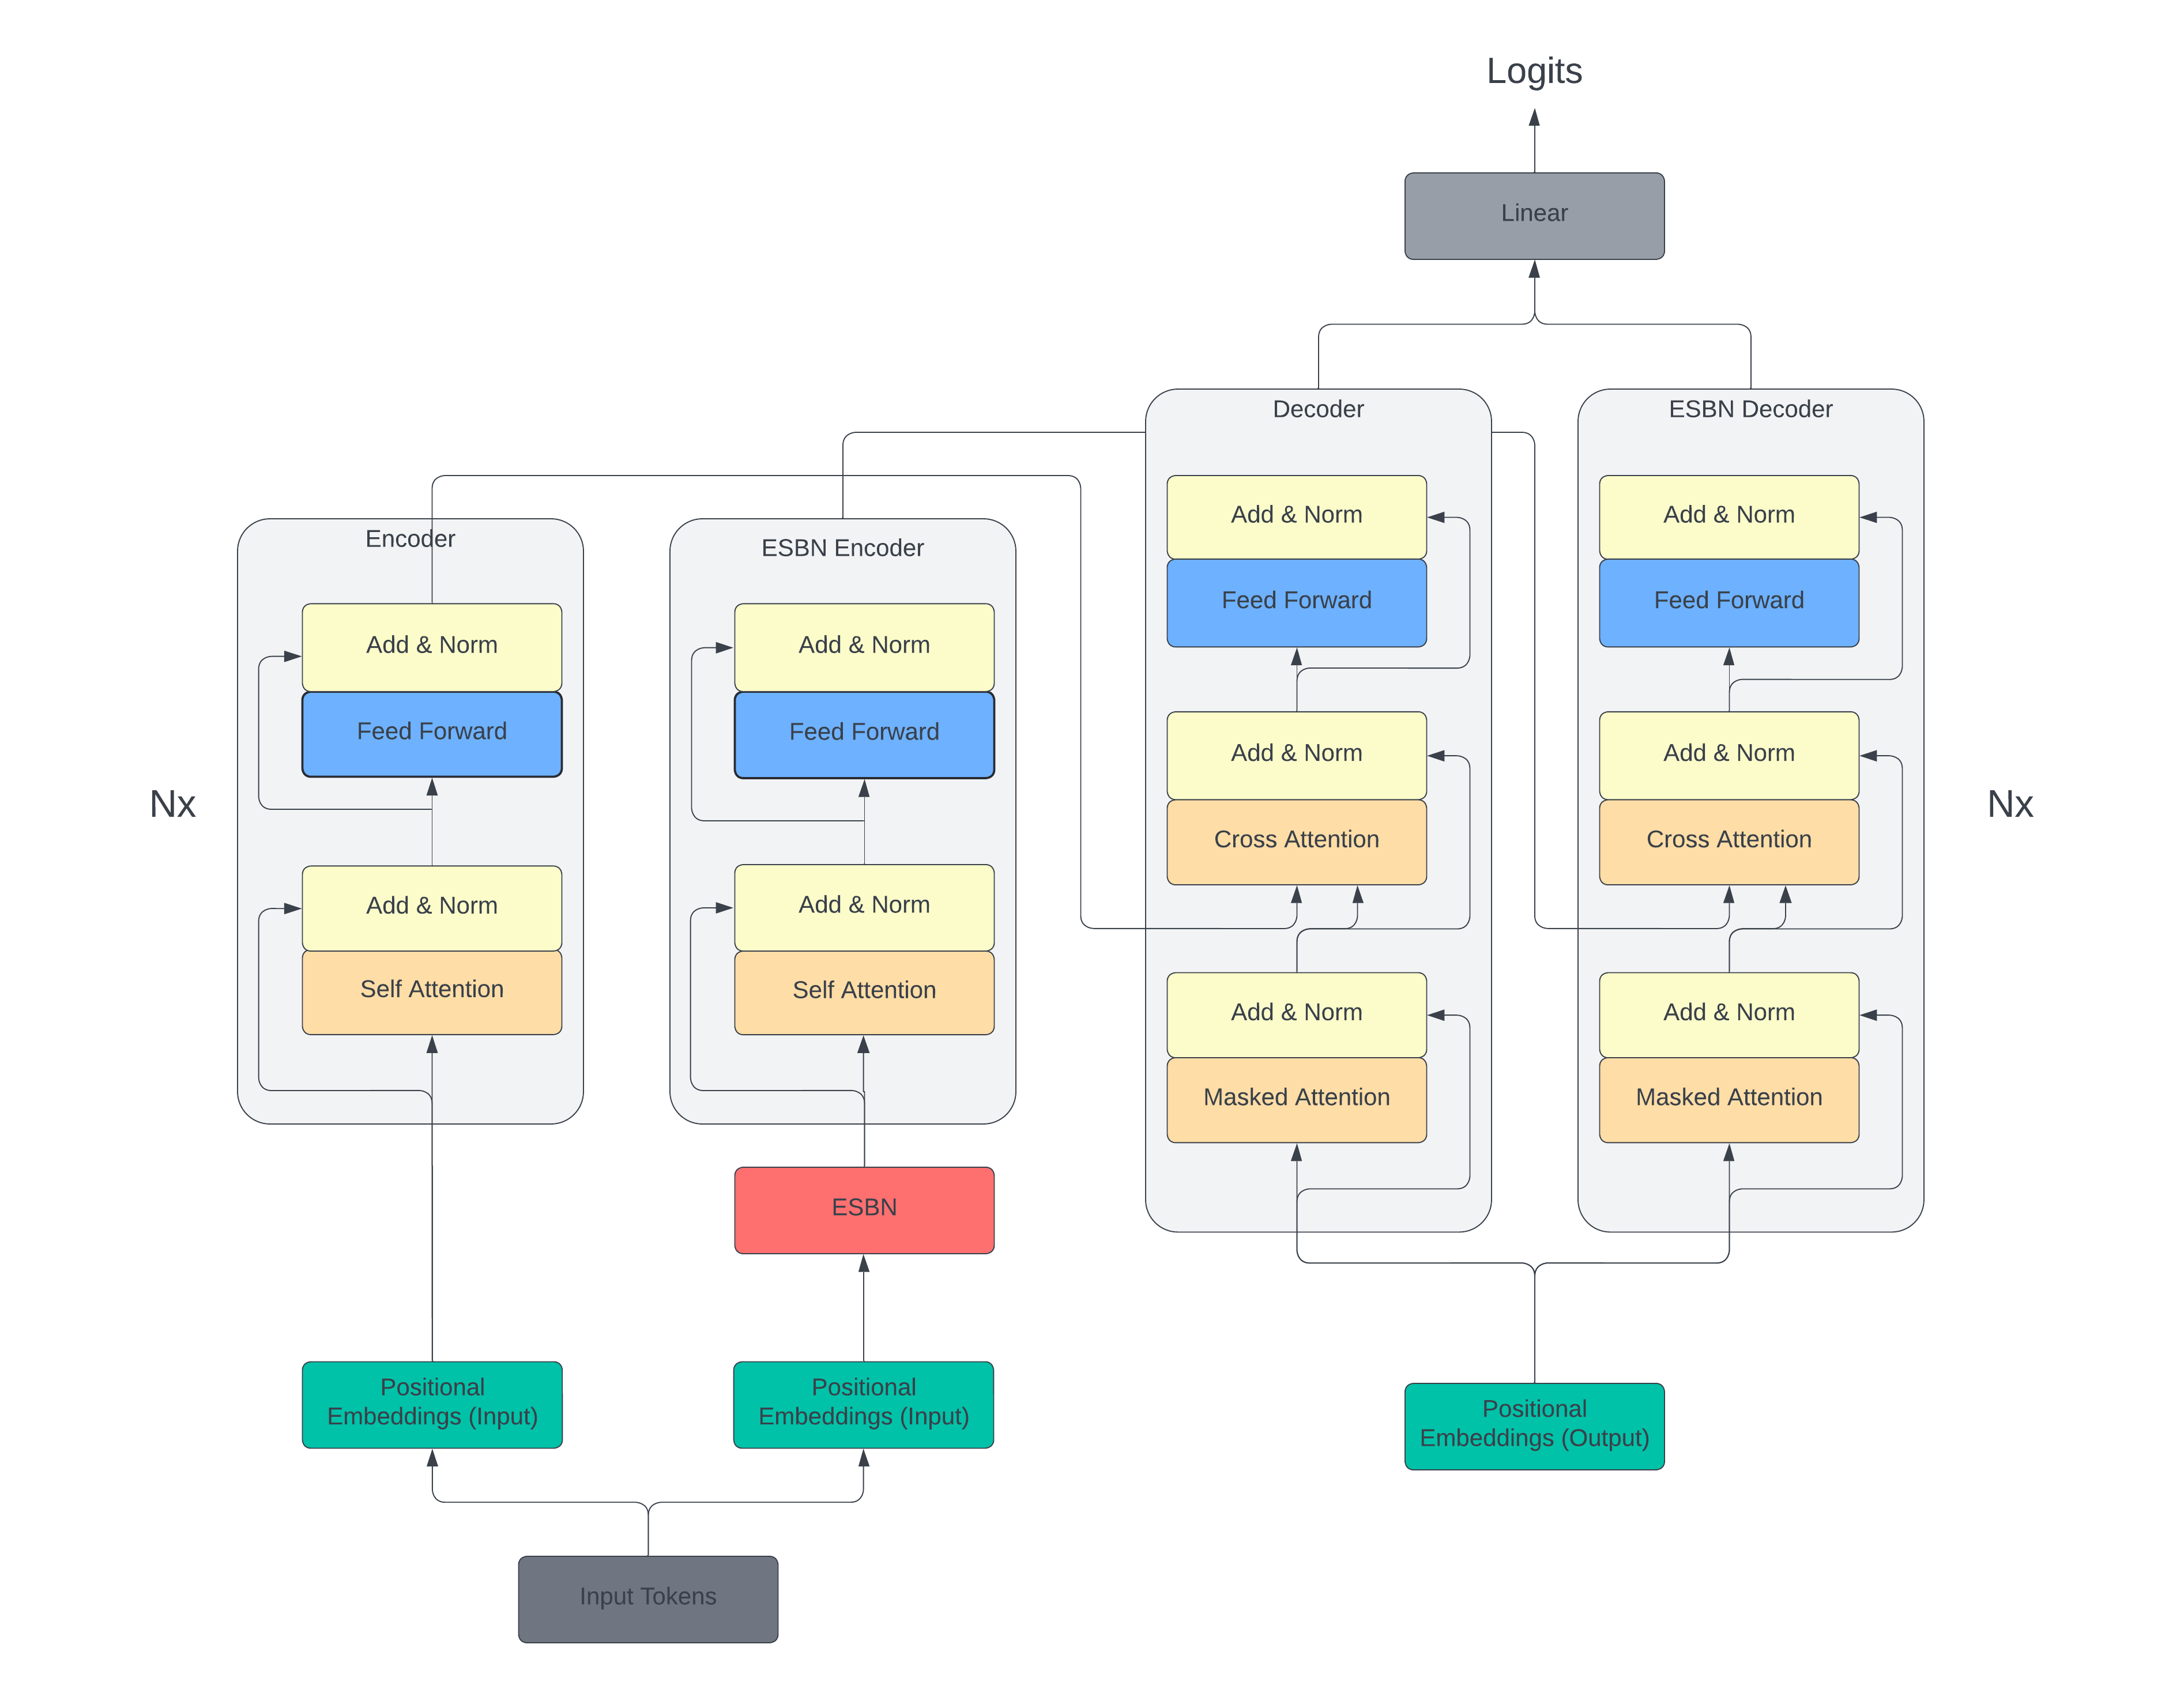 Logits
Linear
Decoder
ESBN Decoder
Add & Norm
Feed Forward
Add & Norm
Cross Attention
Add & Norm
Masked Attention
Add & Norm
Feed Forward
Add & Norm
Cross Attention
Add & Norm
Masked Attention
Nx
Encoder
ESBN Encoder
Add & Norm
Feed Forward
Add & Norm
Self Attention
Add & Norm
Feed Forward
Add & Norm
Self Attention
Nx
ESBN
Positional
Embeddings (Input)
Positional
Embeddings (Input)
Positional
Embeddings (Output)
Input Tokens